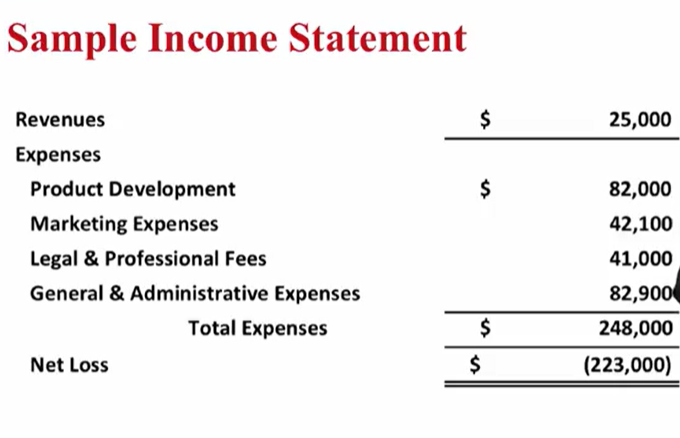 Sample Income Statement
Revenues $ 25,000
Expenses
Product Development $ 82,000
Marketing Expenses 42,100
Legal & Professional Fees 41,000
General & Administrative Expenses 82,900
Total Expenses $ 248,000
Net Loss $ (223,000)